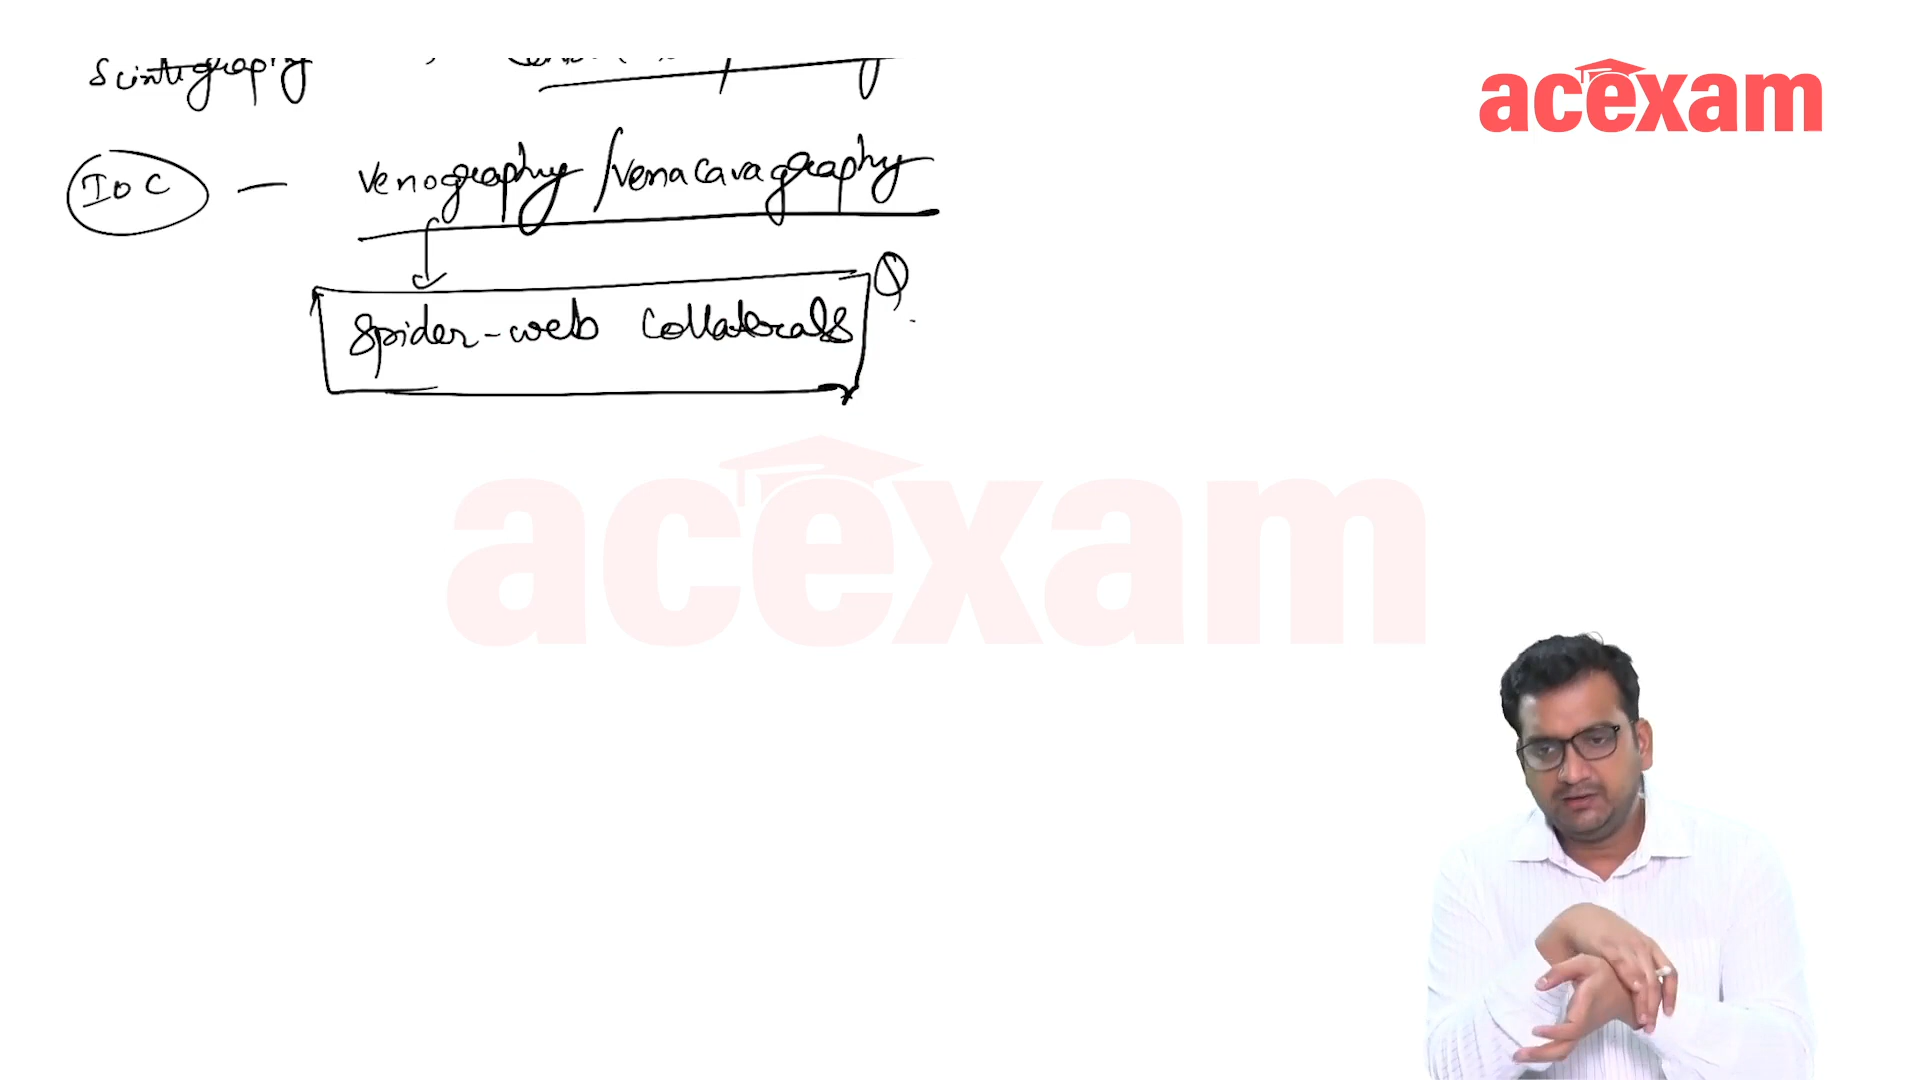 Scintigraphy
acexam
IOC — venography / venacavagraphy
Spider-web collaterals Q
acexam